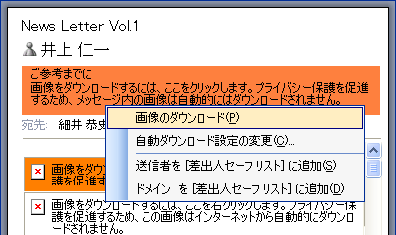 News Letter Vol.1
井上 仁一
ご参考までに
画像をダウンロードするには、ここをクリックします。プライバシー保護を促進
するため、メッセージ内の画像は自動的にはダウンロードされません。
宛先: 細井 恭
画像のダウンロード(P)
自動ダウンロード設定の変更(C)...
送信者を [差出人セーフ リスト] に追加(S)
ドメイン を [差出人セーフ リスト] に追加(D)
画像をダウン
護を促進す
画像をダウンロードするには、ここを右クリックします。プライバシー保
護を促進するため、この画像はインターネットから自動的にダウンロ
ードされません。